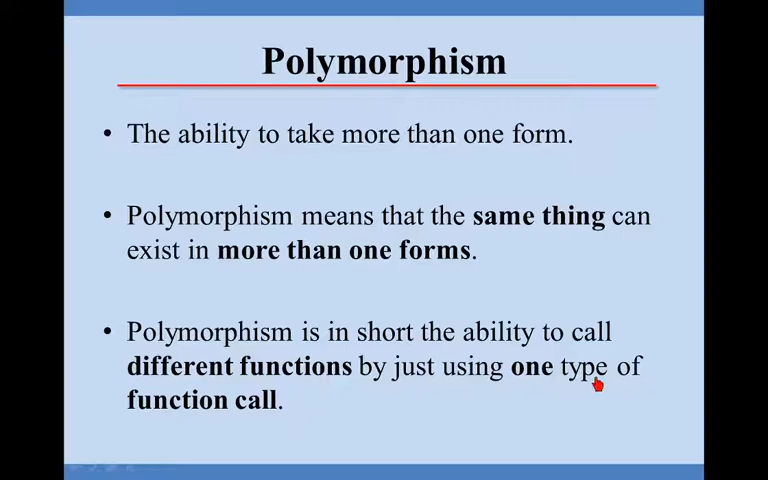 Polymorphism
• The ability to take more than one form.
• Polymorphism means that the same thing can
exist in more than one forms.
• Polymorphism is in short the ability to call
different functions by just using one type of
function call.